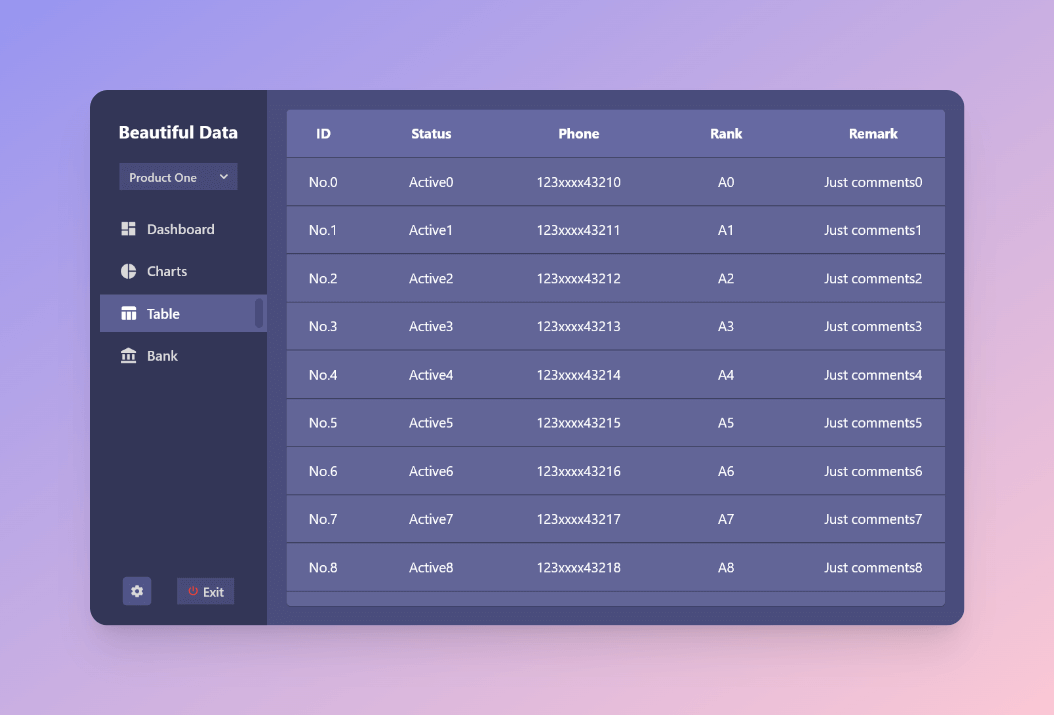 Beautiful Data
Product One
Dashboard
Charts
Table
Bank
Exit
ID Status Phone Rank Remark
No.0 Active0 123xxxx43210 A0 Just comments0
No.1 Active1 123xxxx43211 A1 Just comments1
No.2 Active2 123xxxx43212 A2 Just comments2
No.3 Active3 123xxxx43213 A3 Just comments3
No.4 Active4 123xxxx43214 A4 Just comments4
No.5 Active5 123xxxx43215 A5 Just comments5
No.6 Active6 123xxxx43216 A6 Just comments6
No.7 Active7 123xxxx43217 A7 Just comments7
No.8 Active8 123xxxx43218 A8 Just comments8